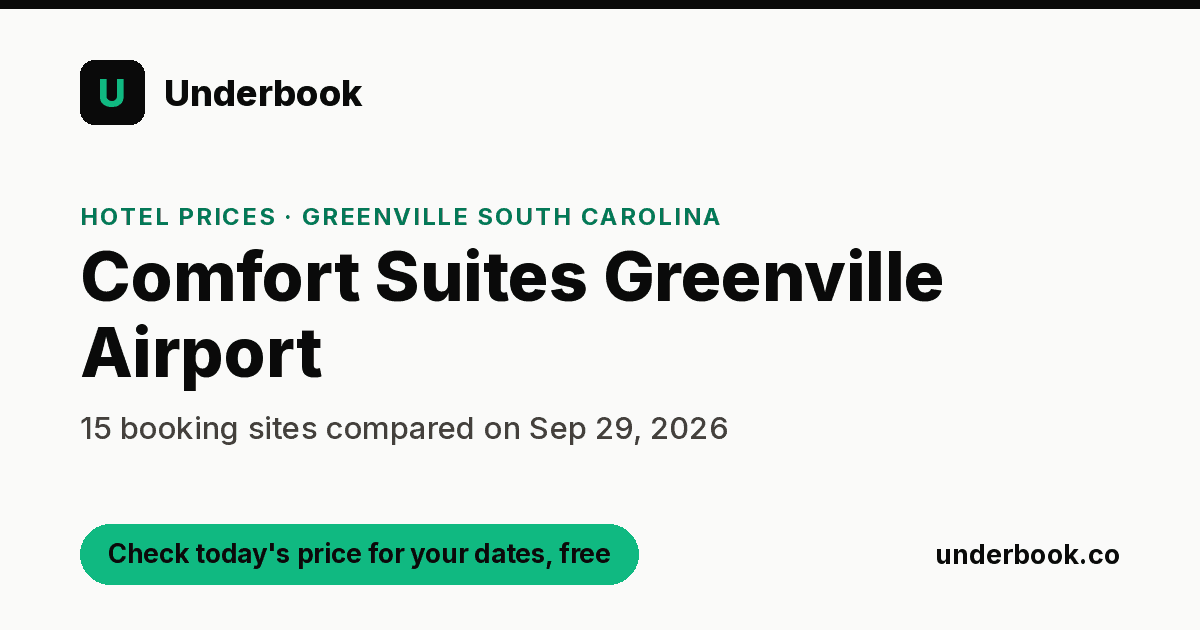 U Underbook
HOTEL PRICES · GREENVILLE SOUTH CAROLINA
Comfort Suites Greenville
Airport
15 booking sites compared on Sep 29, 2026
Check today's price for your dates, free
underbook.co